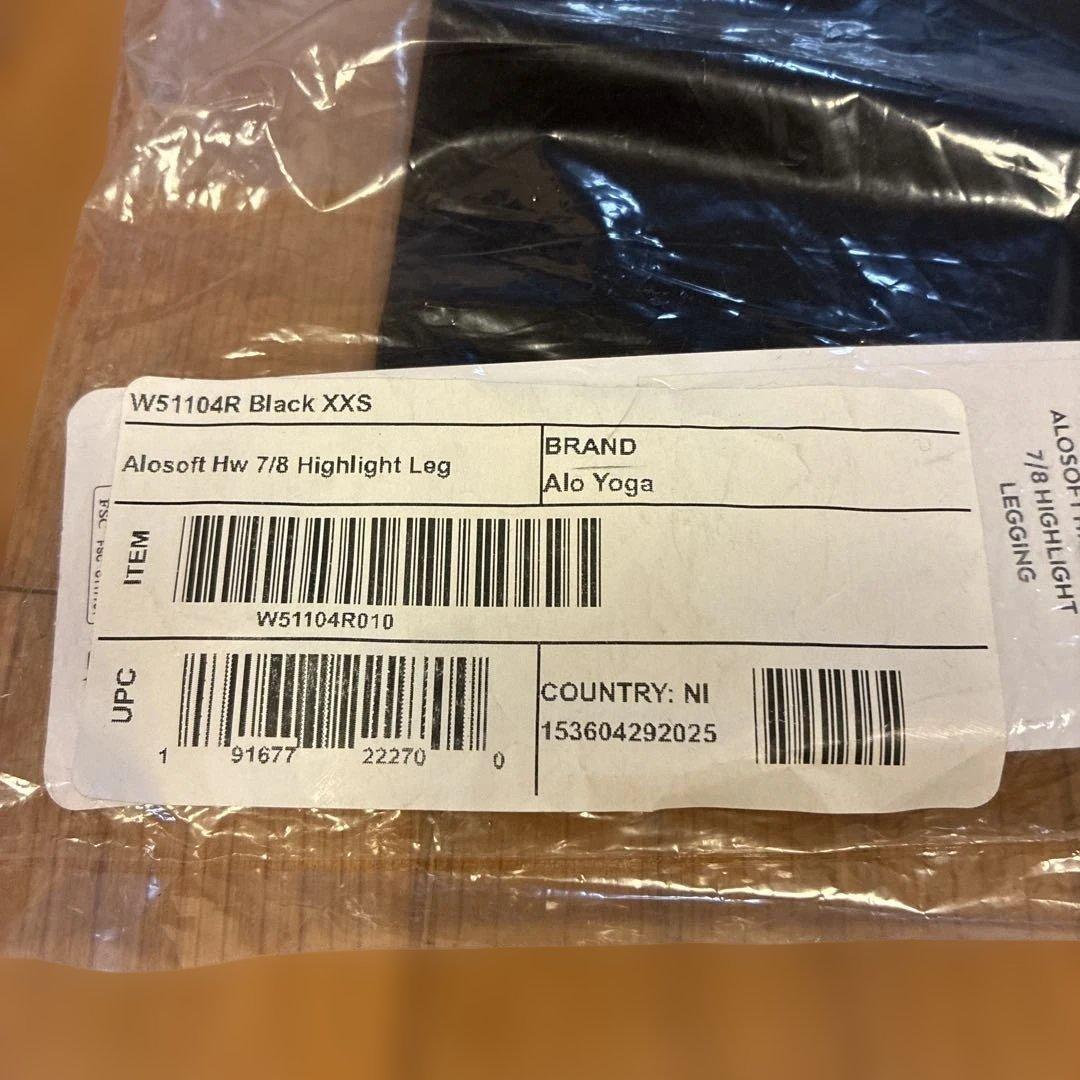 W51104R Black XXS
Alosoft Hw 7/8 Highlight Leg
BRAND
Alo Yoga
ITEM
W51104R010
UPC
1 91677 22270 0
COUNTRY: NI
153604292025
7/8 HIGHLIGHT
LEGGING
FSC